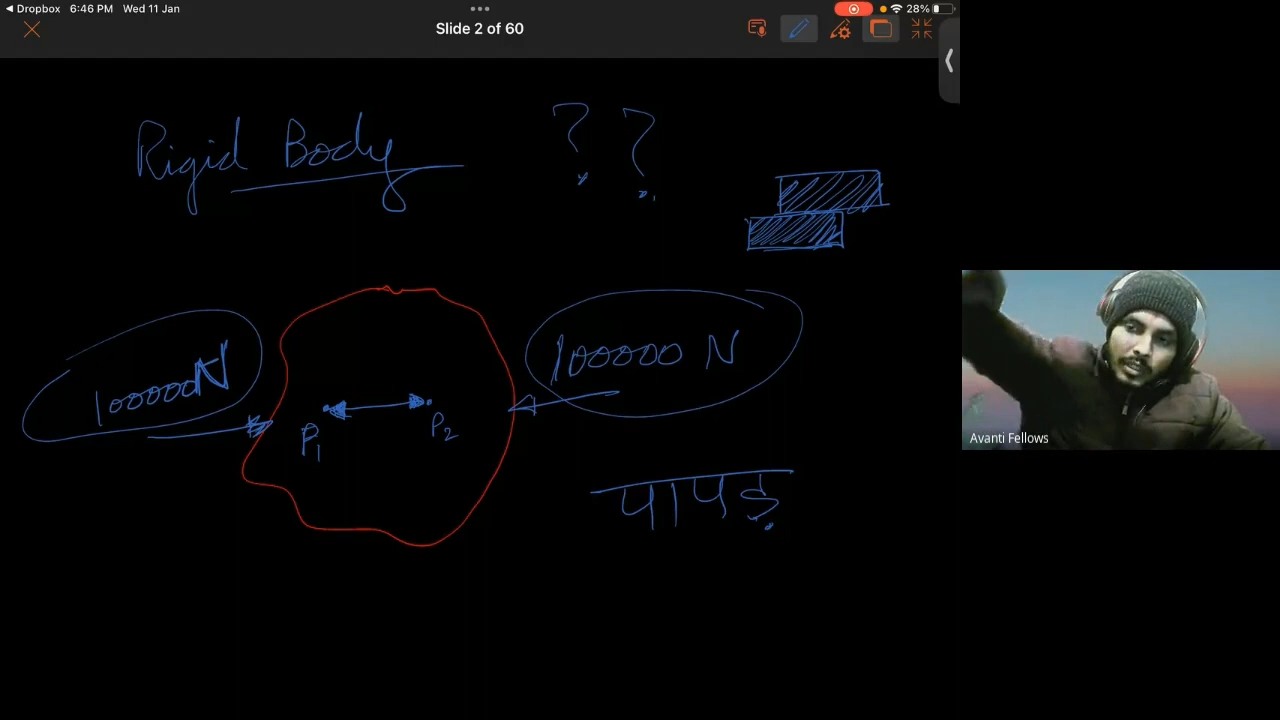 Dropbox 6:46 PM Wed 11 Jan
28%
Slide 2 of 60
Rigid Body ? ?
100000N
100000 N
P1
P2
पापड़
Avanti Fellows